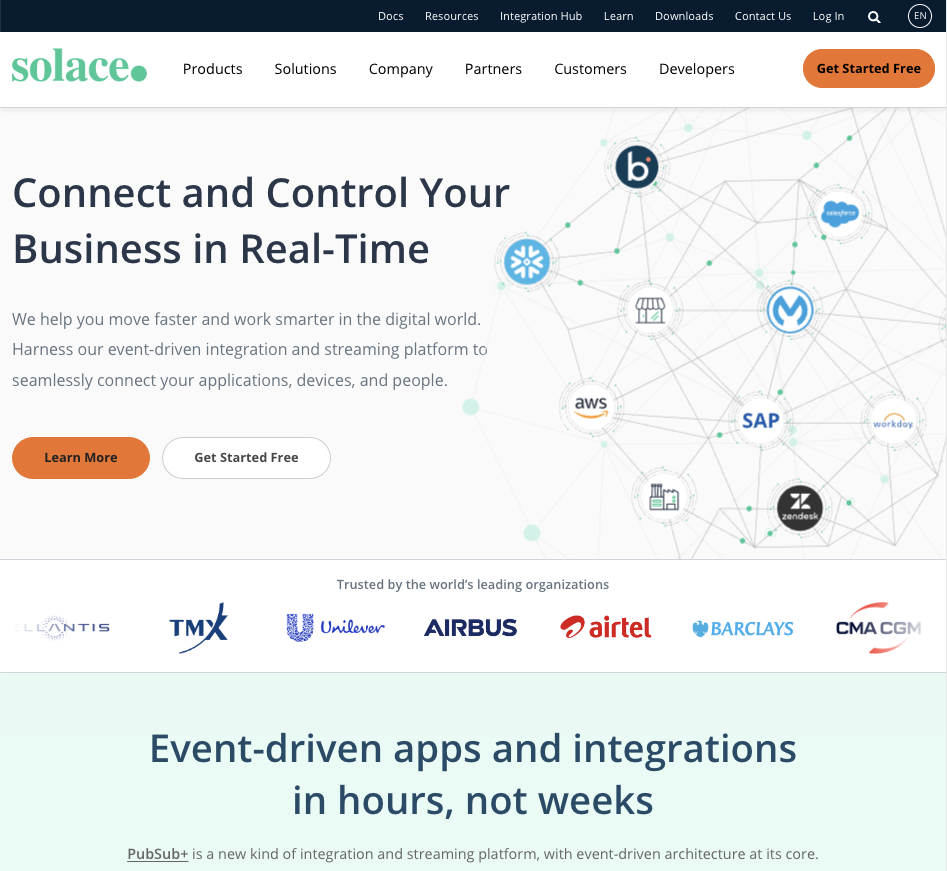 Docs Resources Integration Hub Learn Downloads Contact Us Log In EN
solace.
Products Solutions Company Partners Customers Developers Get Started Free
Connect and Control Your
Business in Real-Time
We help you move faster and work smarter in the digital world.
Harness our event-driven integration and streaming platform to
seamlessly connect your applications, devices, and people.
Learn More Get Started Free
b
salesforce
aws
SAP
workday
zendesk
Trusted by the world's leading organizations
LLANTIS TMX Unilever AIRBUS airtel BARCLAYS CMA CGM
Event-driven apps and integrations
in hours, not weeks
PubSub+ is a new kind of integration and streaming platform, with event-driven architecture at its core.